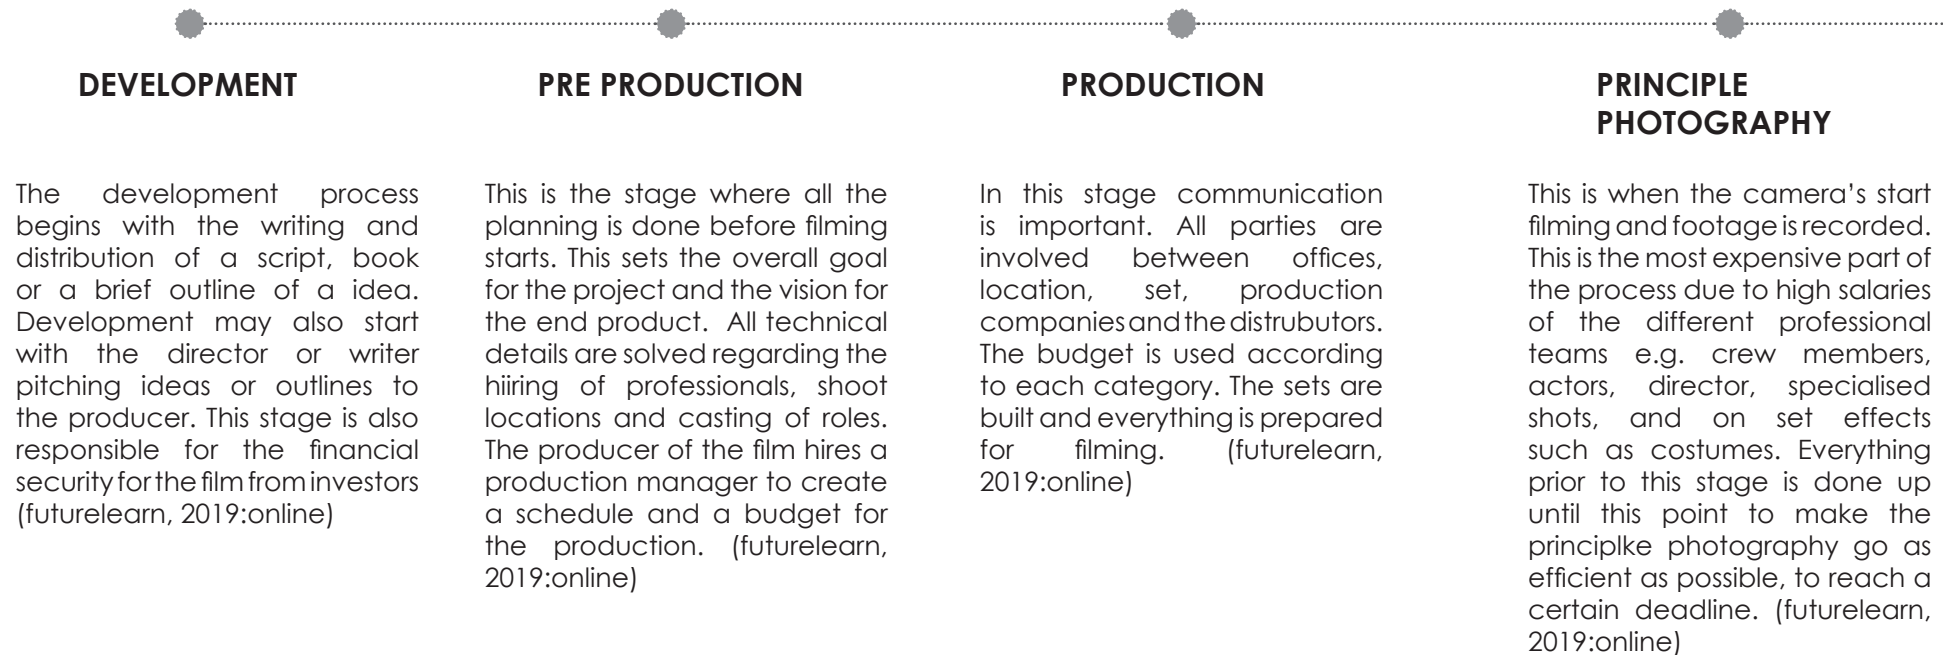 DEVELOPMENT
The development process
begins with the writing and
distribution of a script, book
or a brief outline of a idea.
Development may also start
with the director or writer
pitching ideas or outlines to
the producer. This stage is also
responsible for the financial
security for the film from investors
(futurelearn, 2019:online)
PRE PRODUCTION
This is the stage where all the
planning is done before filming
starts. This sets the overall goal
for the project and the vision for
the end product. All technical
details are solved regarding the
hiiring of professionals, shoot
locations and casting of roles.
The producer of the film hires a
production manager to create
a schedule and a budget for
the production. (futurelearn,
2019:online)
PRODUCTION
In this stage communication
is important. All parties are
involved between offices,
location, set, production
companies and the distrubutors.
The budget is used according
to each category. The sets are
built and everything is prepared
for filming. (futurelearn,
2019:online)
PRINCIPLE
PHOTOGRAPHY
This is when the camera’s start
filming and footage is recorded.
This is the most expensive part of
the process due to high salaries
of the different professional
teams e.g. crew members,
actors, director, specialised
shots, and on set effects
such as costumes. Everything
prior to this stage is done up
until this point to make the
principlke photography go as
efficient as possible, to reach a
certain deadline. (futurelearn,
2019:online)